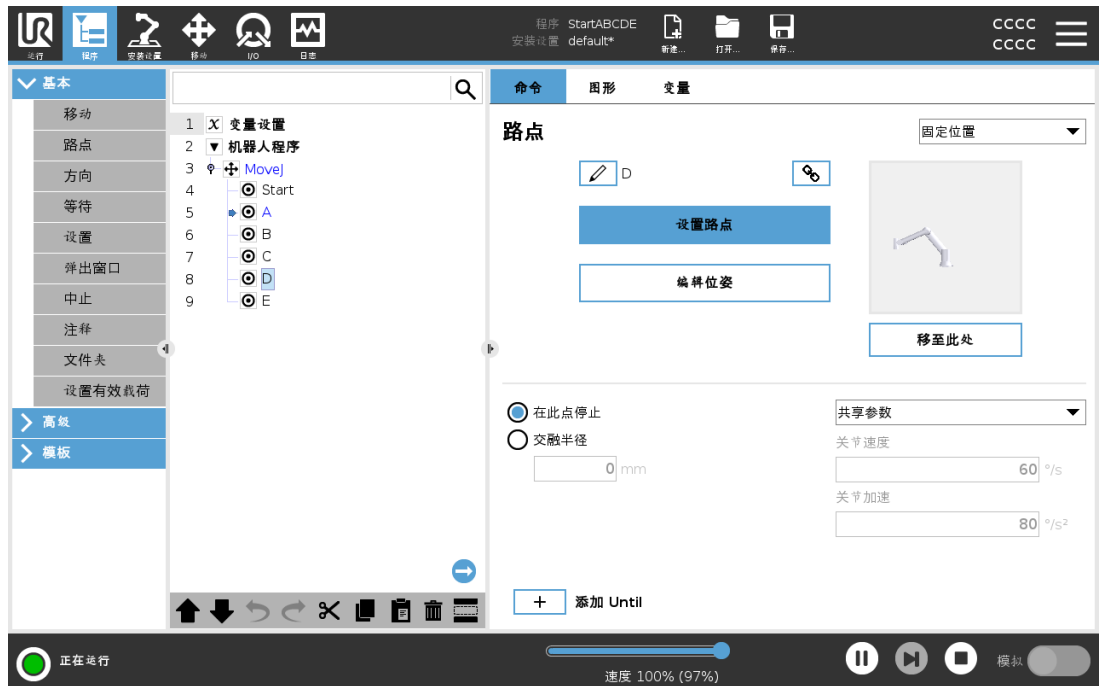 UR
程序 StartABCDE
安装设置 default*
CCCC
CCCC
运行 程序 安装设置 移动 I/O 日志 新建... 打开... 保存...
基本
移动
路点
方向
等待
设置
弹出窗口
中止
注释
文件夹
设置有效载荷
高级
模板
1 X 变量设置
2 机器人程序
3 MoveJ
4 Start
5 A
6 B
7 C
8 D
9 E
命令 图形 变量
路点 固定位置
D
设置路点
编辑位姿
移至此处
在此点停止
交融半径
0 mm
共享参数
关节速度
60 °/s
关节加速
80 °/s²
+ 添加 Until
正在运行
速度 100% (97%)
模拟